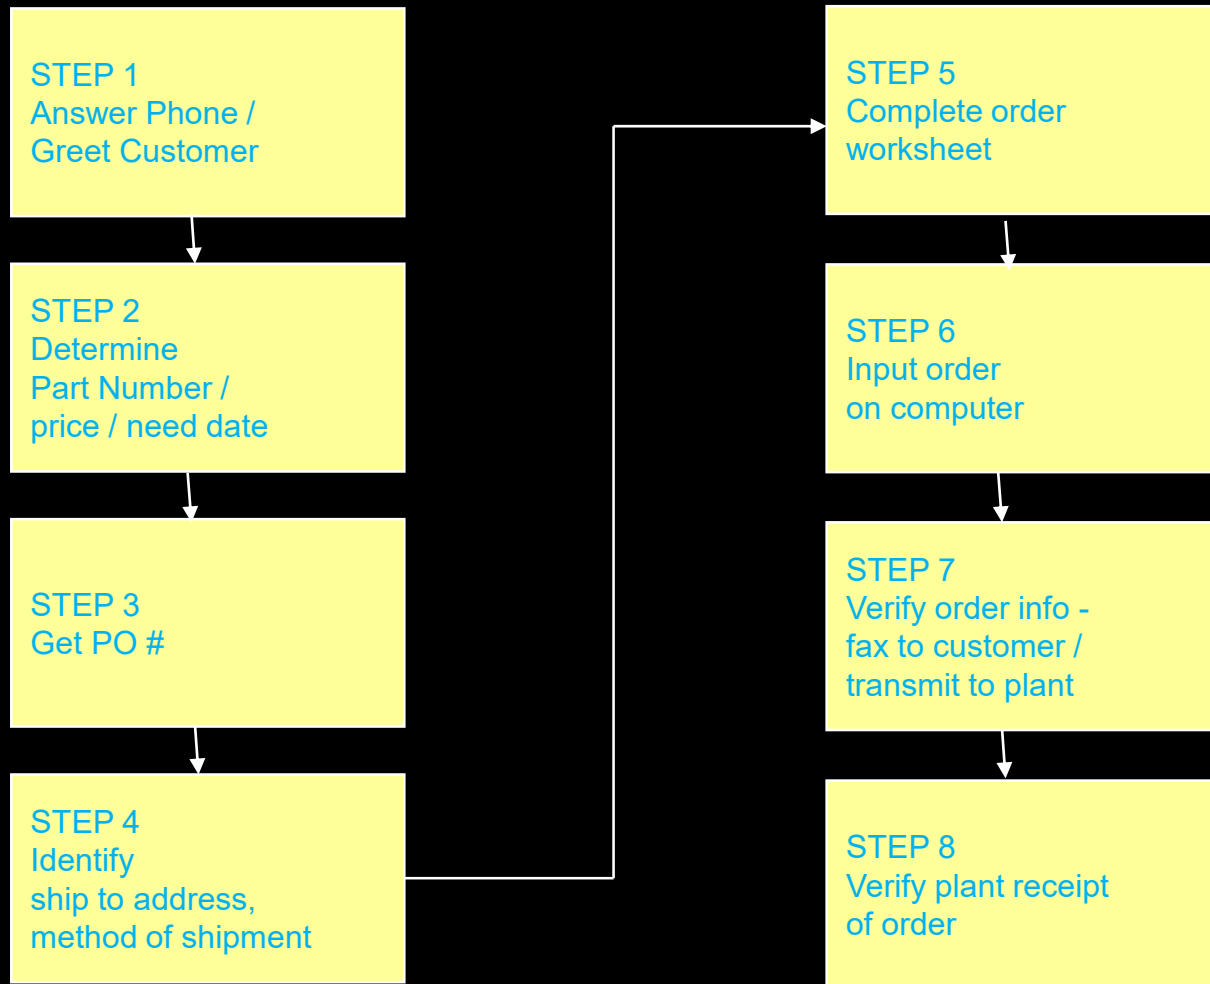 STEP 1
Answer Phone /
Greet Customer
STEP 2
Determine
Part Number /
price / need date
STEP 3
Get PO #
STEP 4
Identify
ship to address,
method of shipment
STEP 5
Complete order
worksheet
STEP 6
Input order
on computer
STEP 7
Verify order info -
fax to customer /
transmit to plant
STEP 8
Verify plant receipt
of order